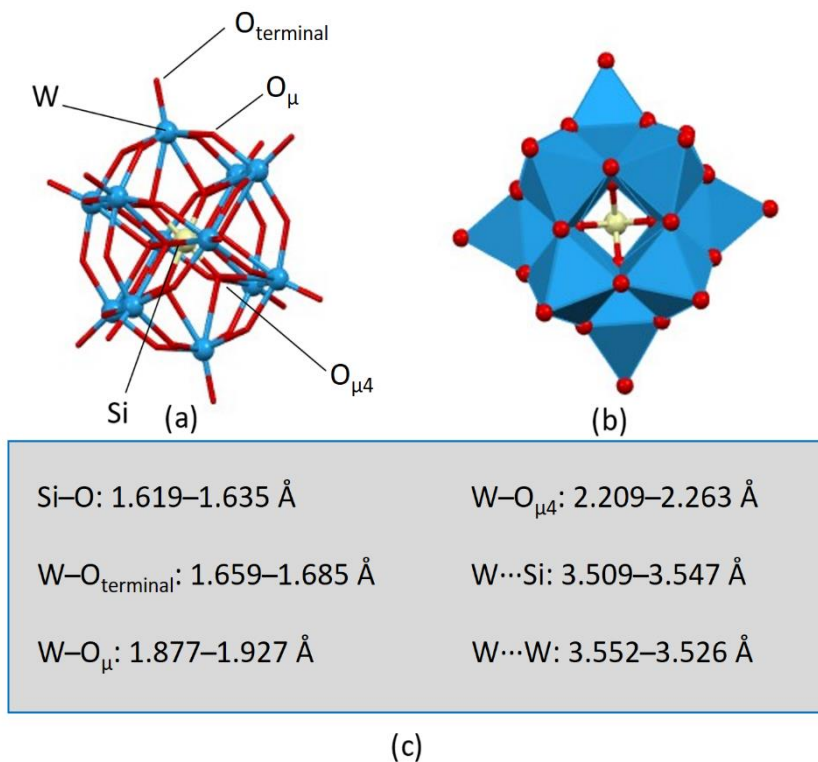 O_terminal
W
O_μ
O_μ4
Si
(a)
(b)
Si–O: 1.619–1.635 Å
W–O_μ4: 2.209–2.263 Å
W–O_terminal: 1.659–1.685 Å
W···Si: 3.509–3.547 Å
W–O_μ: 1.877–1.927 Å
W···W: 3.552–3.526 Å
(c)